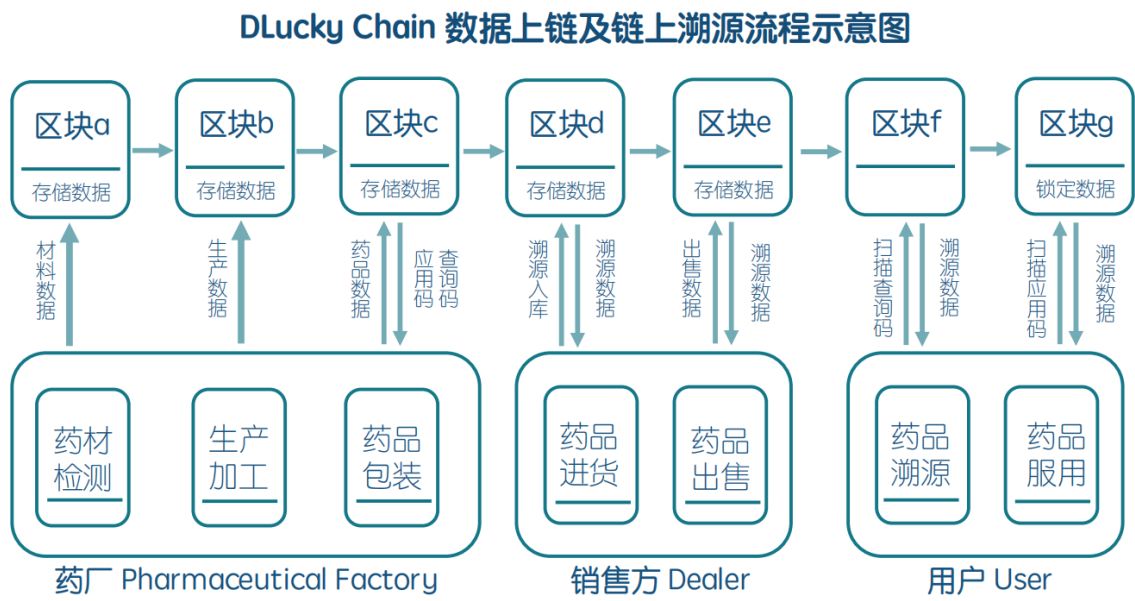 DLucky Chain 数据上链及链上溯源流程示意图
区块a
存储数据
区块b
存储数据
区块c
存储数据
区块d
存储数据
区块e
存储数据
区块f
区块g
锁定数据
材料数据
生产数据
药品数据
应用码
查询码
溯源入库
溯源数据
出售数据
溯源数据
扫描查询码
溯源数据
扫描应用码
溯源数据
药材
检测
生产
加工
药品
包装
药品
进货
药品
出售
药品
溯源
药品
服用
药厂 Pharmaceutical Factory
销售方 Dealer
用户 User